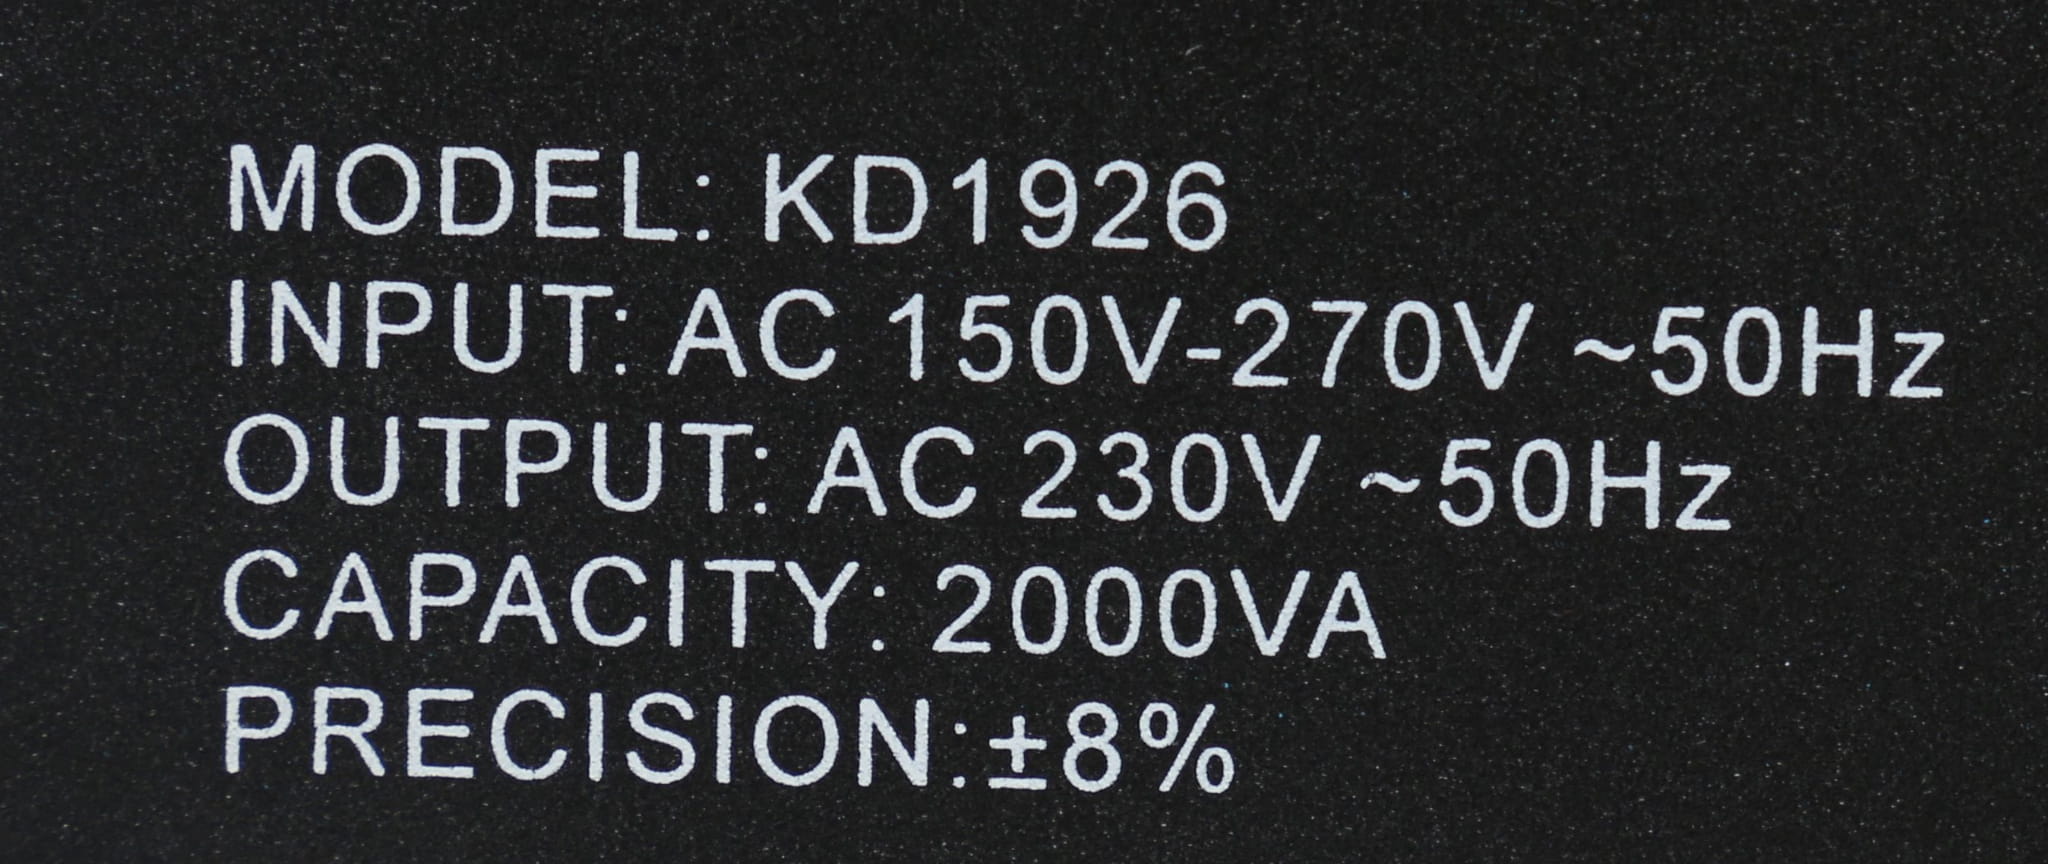 MODEL: KD1926
INPUT: AC 150V-270V ~50Hz
OUTPUT: AC 230V ~50Hz
CAPACITY: 2000VA
PRECISION:±8%